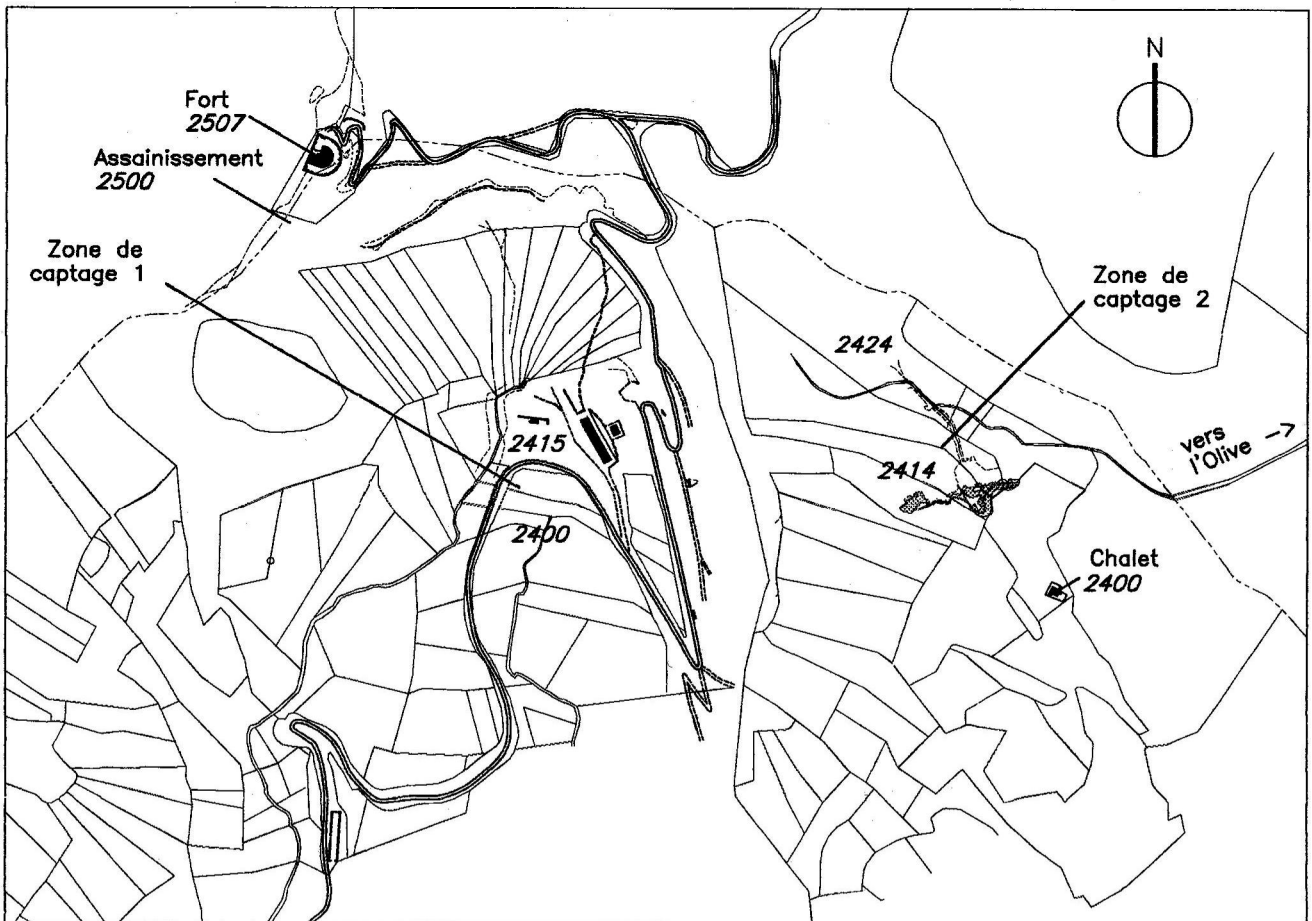 N
Fort
2507
Assainissement
2500
Zone de
captage 1
Zone de
captage 2
2424
2415
2414
vers
l'Olive ->
2400
Chalet
2400